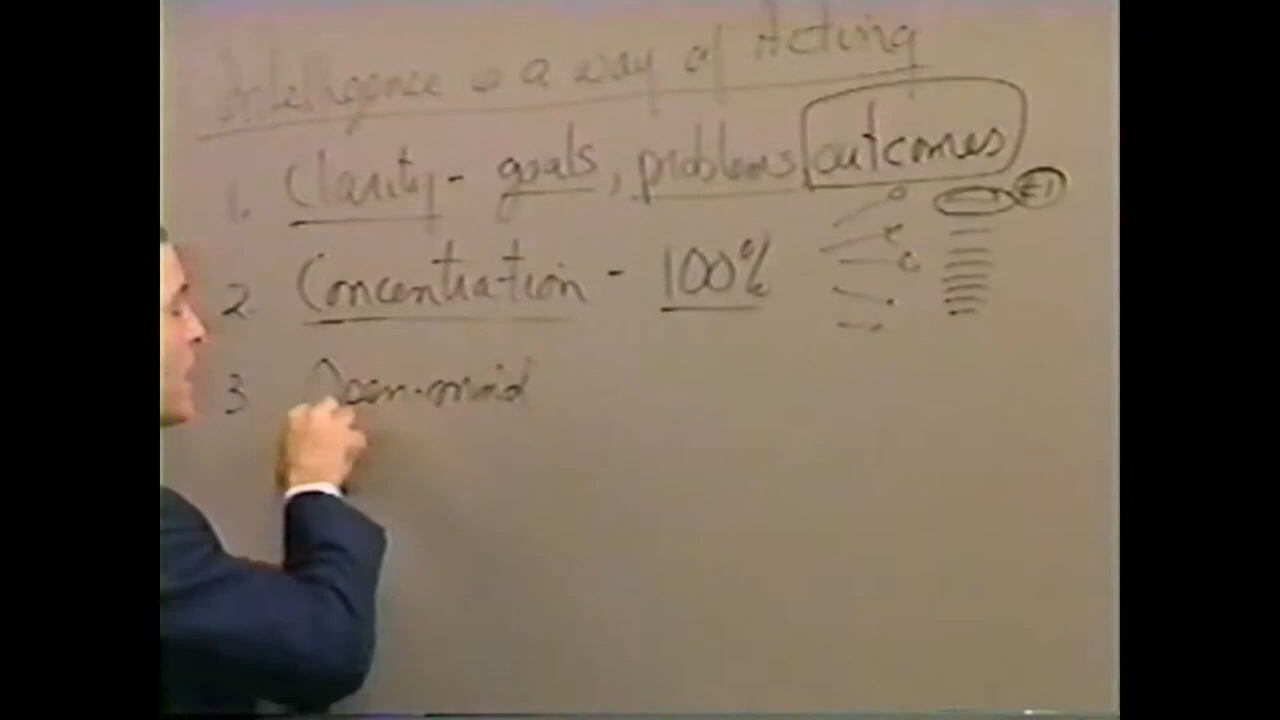 Intelligence is a way of Acting
1. Clarity - goals, problems outcomes
2. Concentration - 100%
3 Open-mind